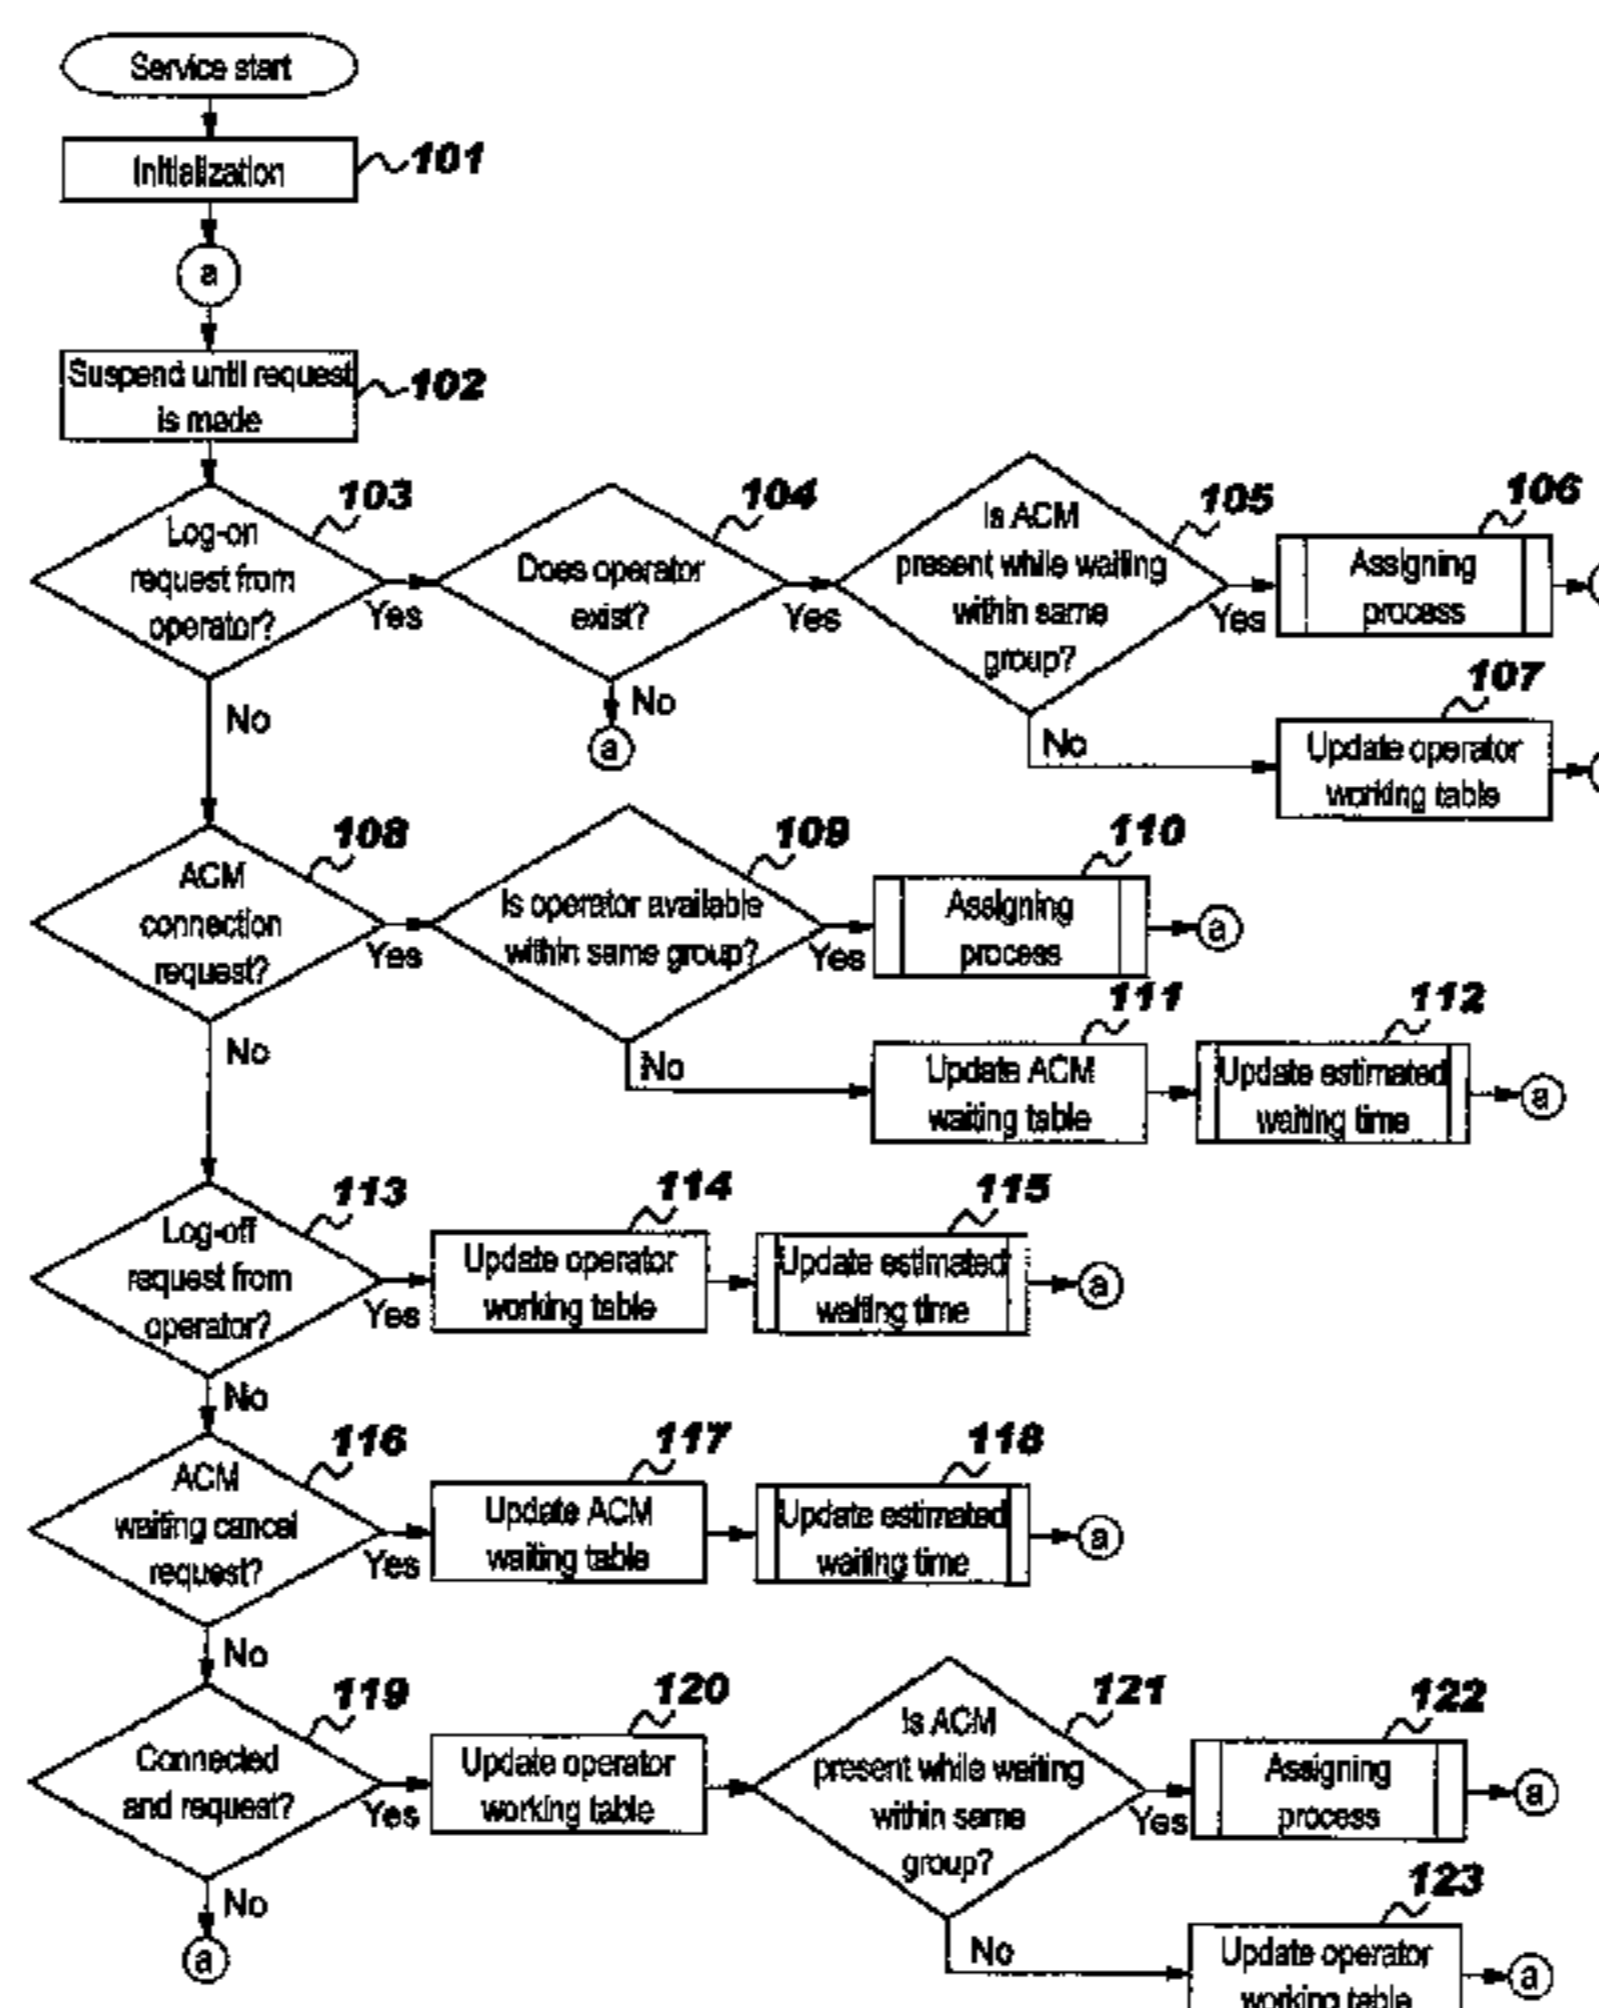 Service start
Initialization
101
a
Suspend until request
is made
102
Log-on
request from
operator?
103
Yes
No
Does operator
exist?
104
Yes
No
a
Is ACM
present while waiting
within same
group?
105
Yes
No
Assigning
process
106
Update operator
working table
107
ACM
connection
request?
108
Yes
No
Is operator available
within same group?
109
Yes
No
Assigning
process
110
a
Update ACM
waiting table
111
Update estimated
waiting time
112
a
Log-off
request from
operator?
113
Yes
No
Update operator
working table
114
Update estimated
waiting time
115
a
ACM
waiting cancel
request?
116
Yes
No
Update ACM
waiting table
117
Update estimated
waiting time
118
a
Connected
and request?
119
Yes
No
a
Update operator
working table
120
Is ACM
present while waiting
within same
group?
121
Yes
No
Assigning
process
122
a
Update operator
working table
123
a